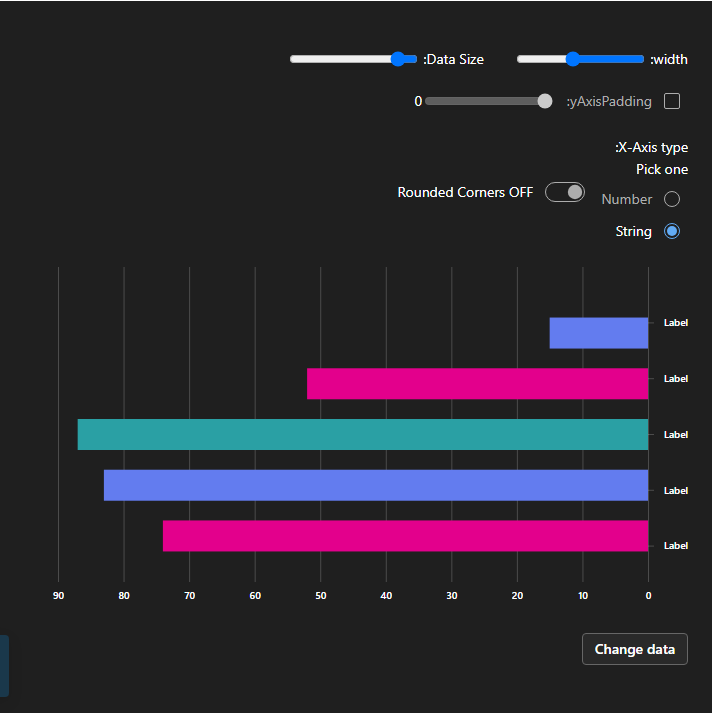 :width
:Data Size
:yAxisPadding
0
:X-Axis type
Pick one
Number
Rounded Corners OFF
String
Label
Label
Label
Label
Label
90 80 70 60 50 40 30 20 10 0
Change data